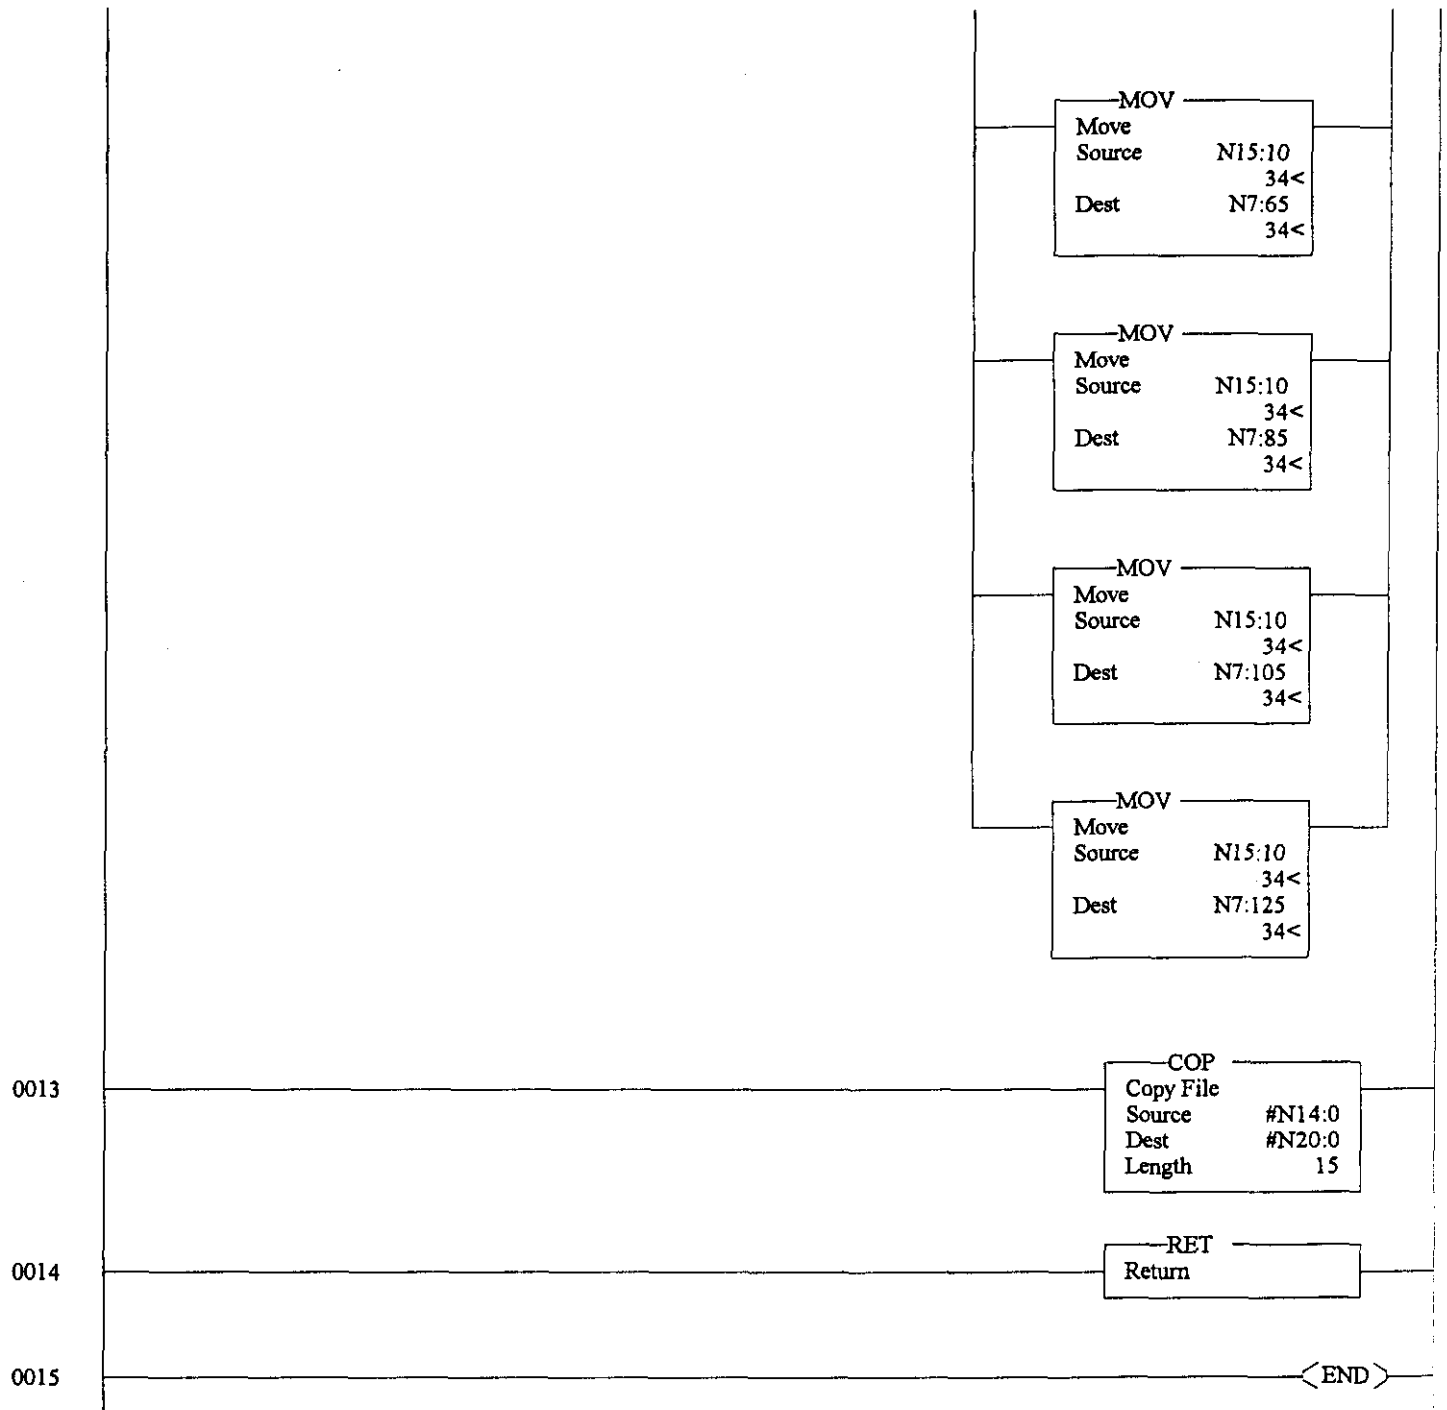 MOV
Move
Source N15:10
34<
Dest N7:65
34<
MOV
Move
Source N15:10
34<
Dest N7:85
34<
MOV
Move
Source N15:10
34<
Dest N7:105
34<
MOV
Move
Source N15:10
34<
Dest N7:125
34<
0013
COP
Copy File
Source #N14:0
Dest #N20:0
Length 15
0014
RET
Return
0015
<END>